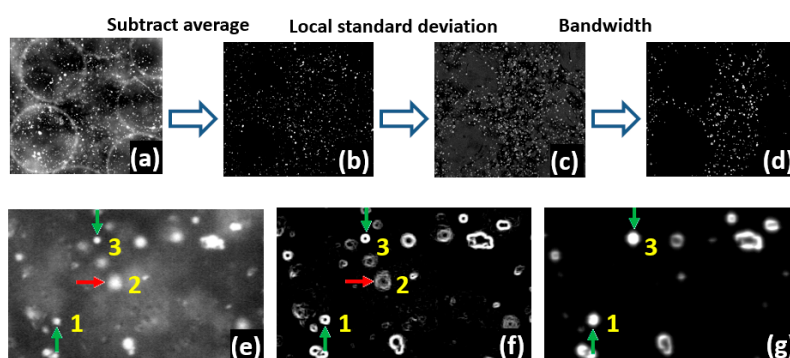 Subtract average Local standard deviation Bandwidth
(a) (b) (c) (d)
3 3 3
2 2
1 1 1
(e) (f) (g)